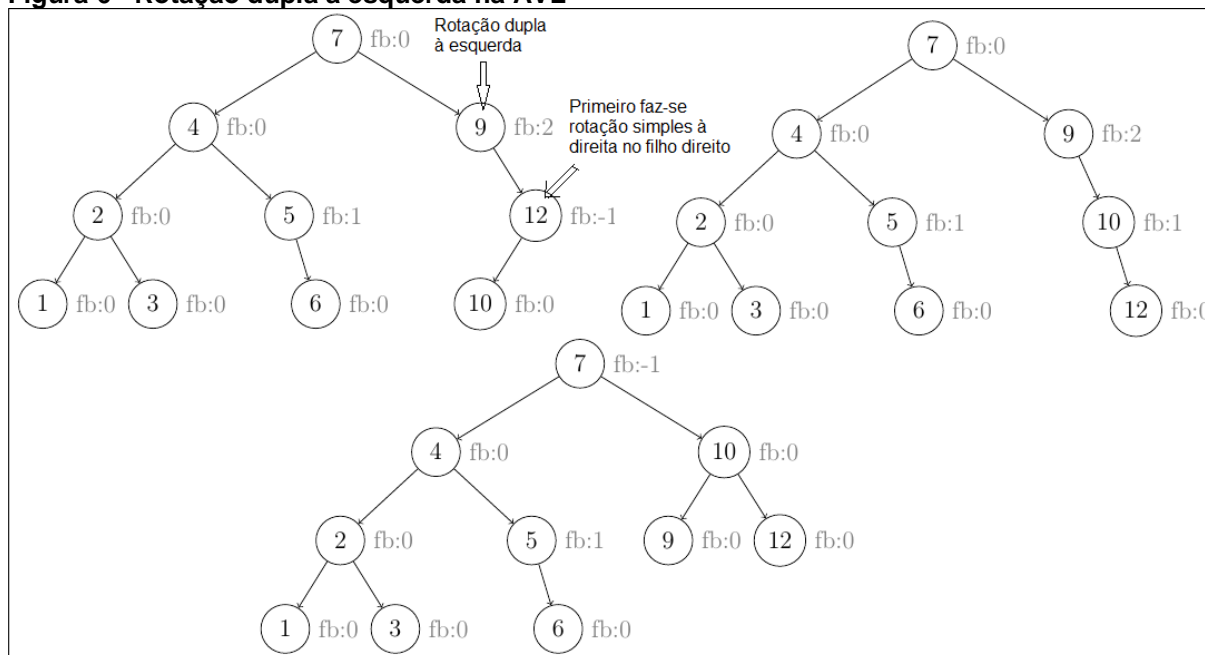 Rotação dupla
à esquerda
7 fb:0
4 fb:0
9 fb:2
Primeiro faz-se
rotação simples à
direita no filho direito
2 fb:0
5 fb:1
12 fb:-1
1 fb:0
3 fb:0
6 fb:0
10 fb:0
7 fb:0
4 fb:0
9 fb:2
2 fb:0
5 fb:1
10 fb:1
1 fb:0
3 fb:0
6 fb:0
12 fb:0
7 fb:-1
4 fb:0
10 fb:0
2 fb:0
5 fb:1
9 fb:0
12 fb:0
1 fb:0
3 fb:0
6 fb:0